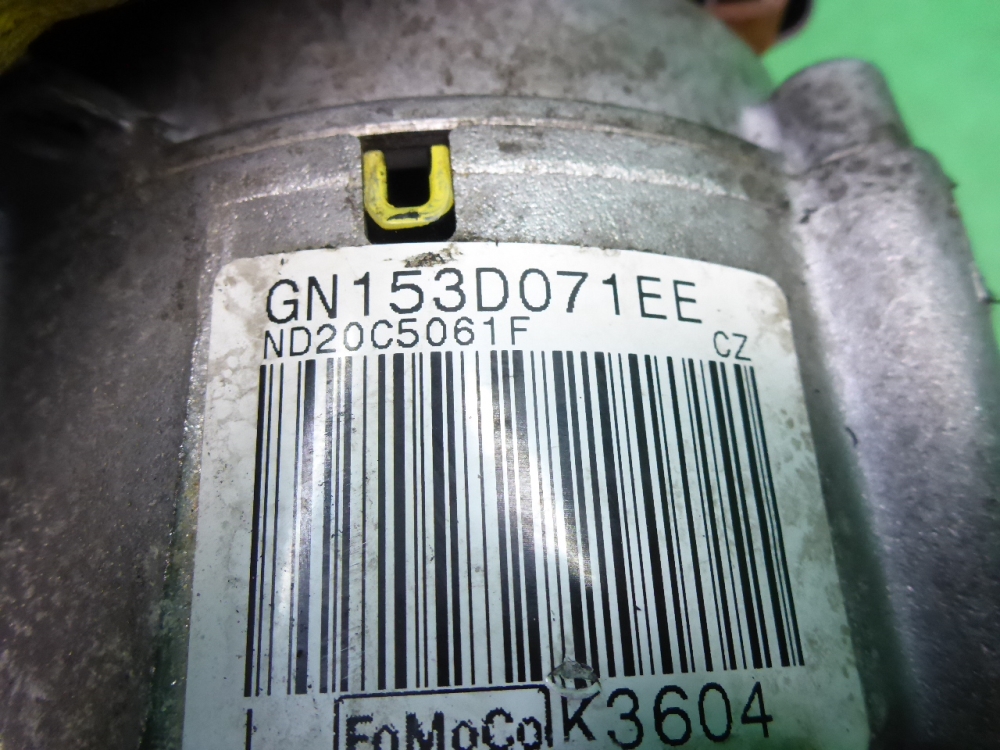 GN153D071EE
ND20C5061F CZ
FoMoCo K3604